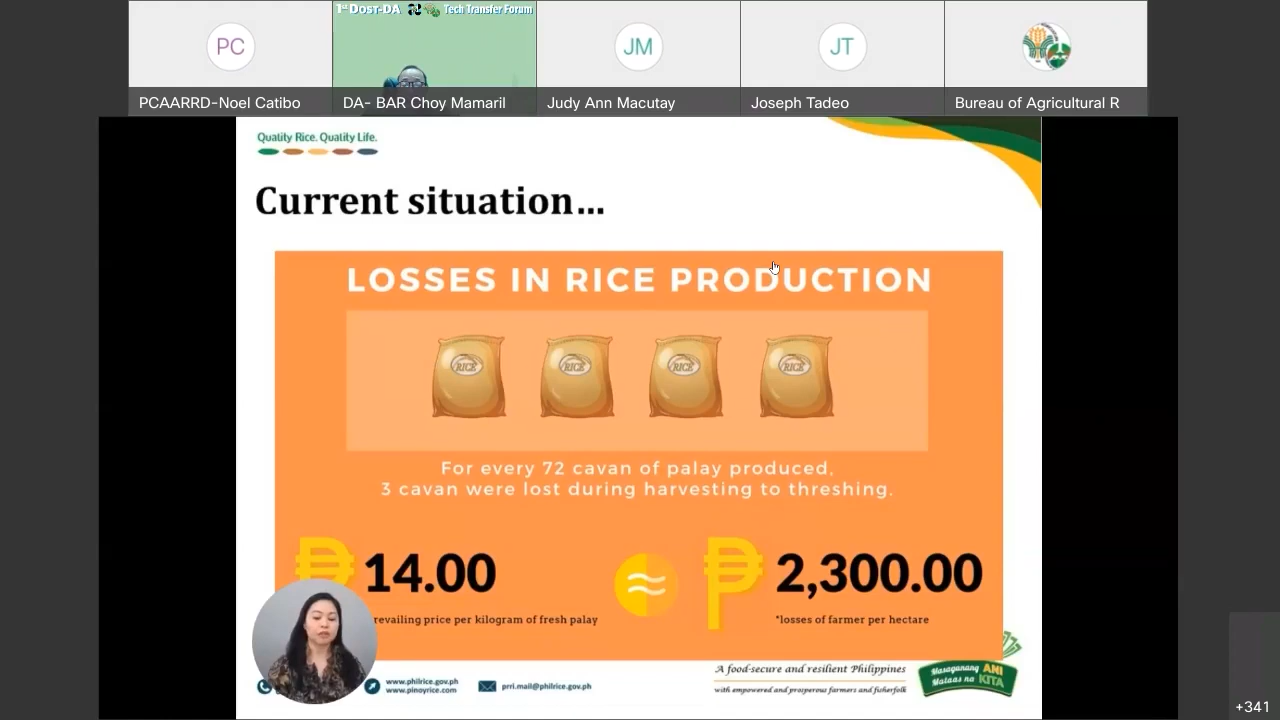 PC
1st DOST-DA Tech Transfer Forum
JM
JT
PCAARRD-Noel Catibo
DA- BAR Choy Mamaril
Judy Ann Macutay
Joseph Tadeo
Bureau of Agricultural R
Quality Rice. Quality Life.
Current situation...
LOSSES IN RICE PRODUCTION
RICE
RICE
RICE
RICE
For every 72 cavan of palay produced,
3 cavan were lost during harvesting to threshing.
₱ 14.00
≈
₱ 2,300.00
revailing price per kilogram of fresh palay
*losses of farmer per hectare
www.philrice.gov.ph
www.pinoyrice.com
prri.mail@philrice.gov.ph
A food-secure and resilient Philippines
with empowered and prosperous farmers and fisherfolk
Masaganang ANI
Mataas na KITA
+341